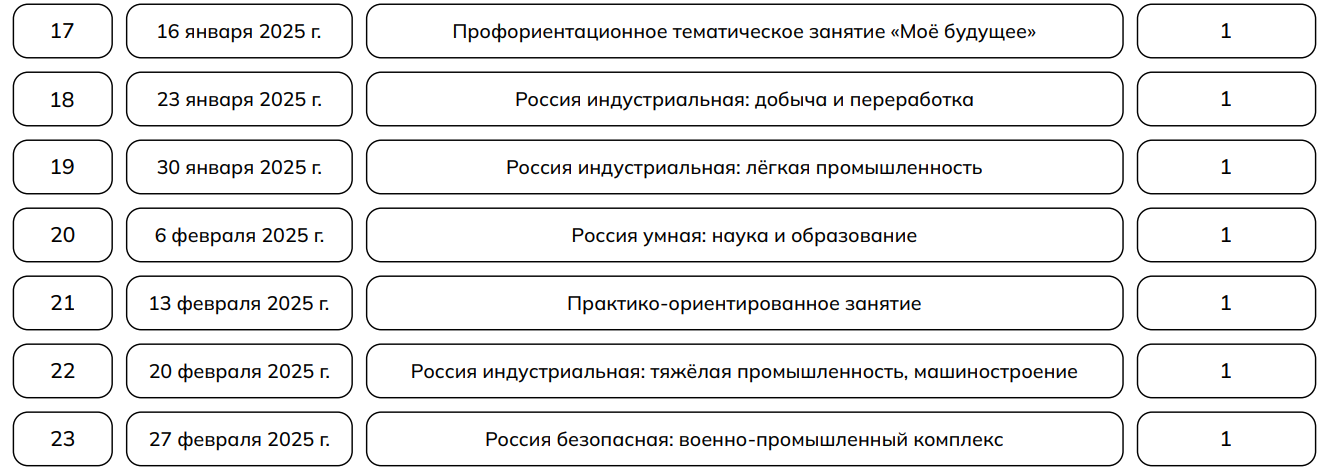 17 16 января 2025 г. Профориентационное тематическое занятие «Моё будущее» 1
18 23 января 2025 г. Россия индустриальная: добыча и переработка 1
19 30 января 2025 г. Россия индустриальная: лёгкая промышленность 1
20 6 февраля 2025 г. Россия умная: наука и образование 1
21 13 февраля 2025 г. Практико-ориентированное занятие 1
22 20 февраля 2025 г. Россия индустриальная: тяжёлая промышленность, машиностроение 1
23 27 февраля 2025 г. Россия безопасная: военно-промышленный комплекс 1